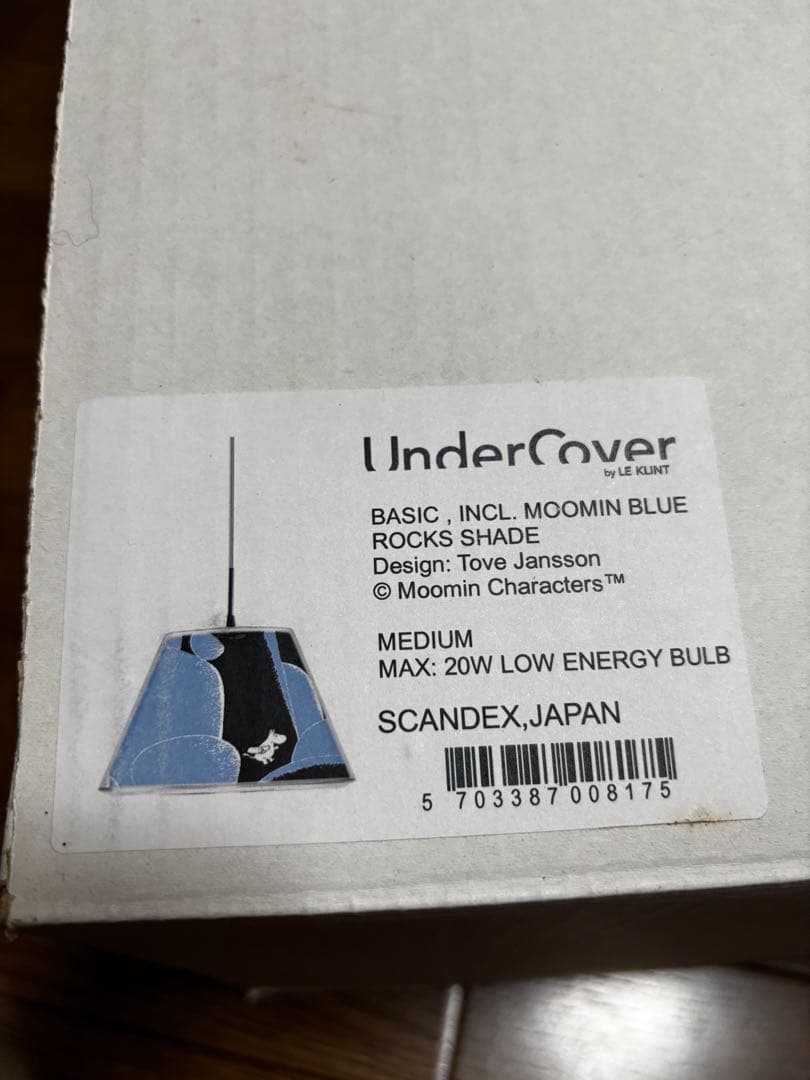 UnderCover
by LE KLINT
BASIC , INCL. MOOMIN BLUE
ROCKS SHADE
Design: Tove Jansson
© Moomin Characters™
MEDIUM
MAX: 20W LOW ENERGY BULB
SCANDEX,JAPAN
5 703387 008175